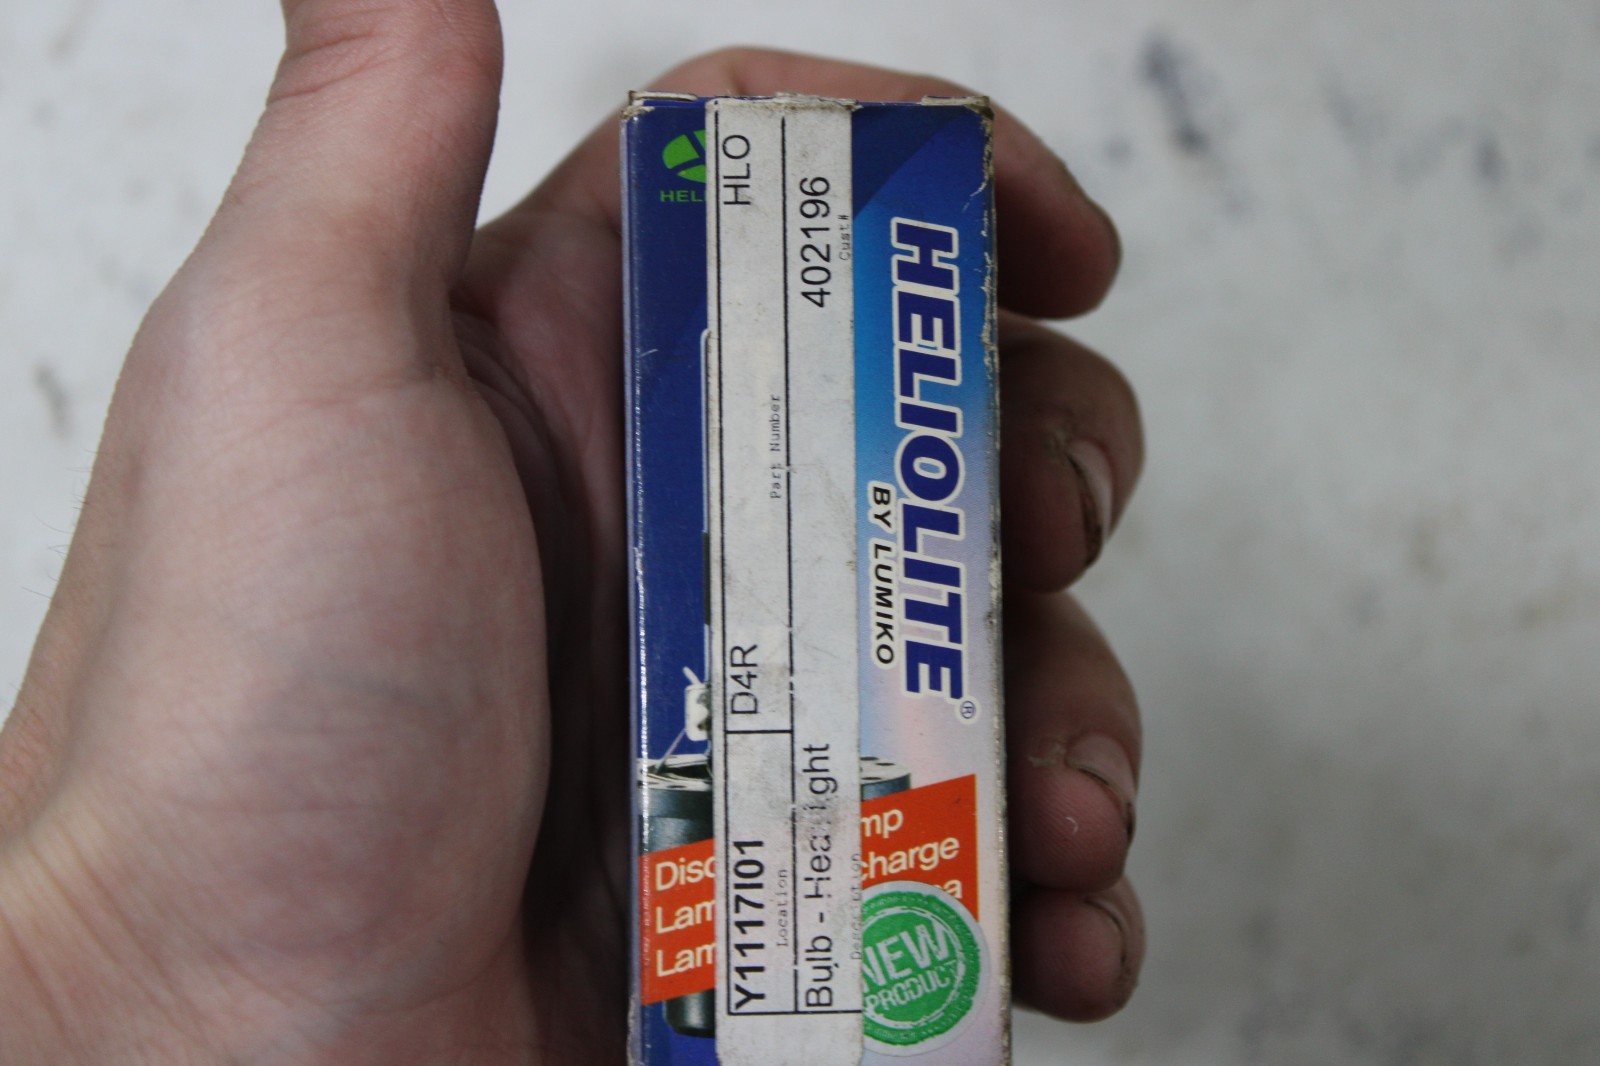 HLO
D4R
Part Number
Y1117I01
Location
402196
Cust#
Bulb - Headlight
Description
HELIOLITE®
BY LUMIKO
HEL
Disc
Lam
Lam
mp
charge
NEW
PRODUCT